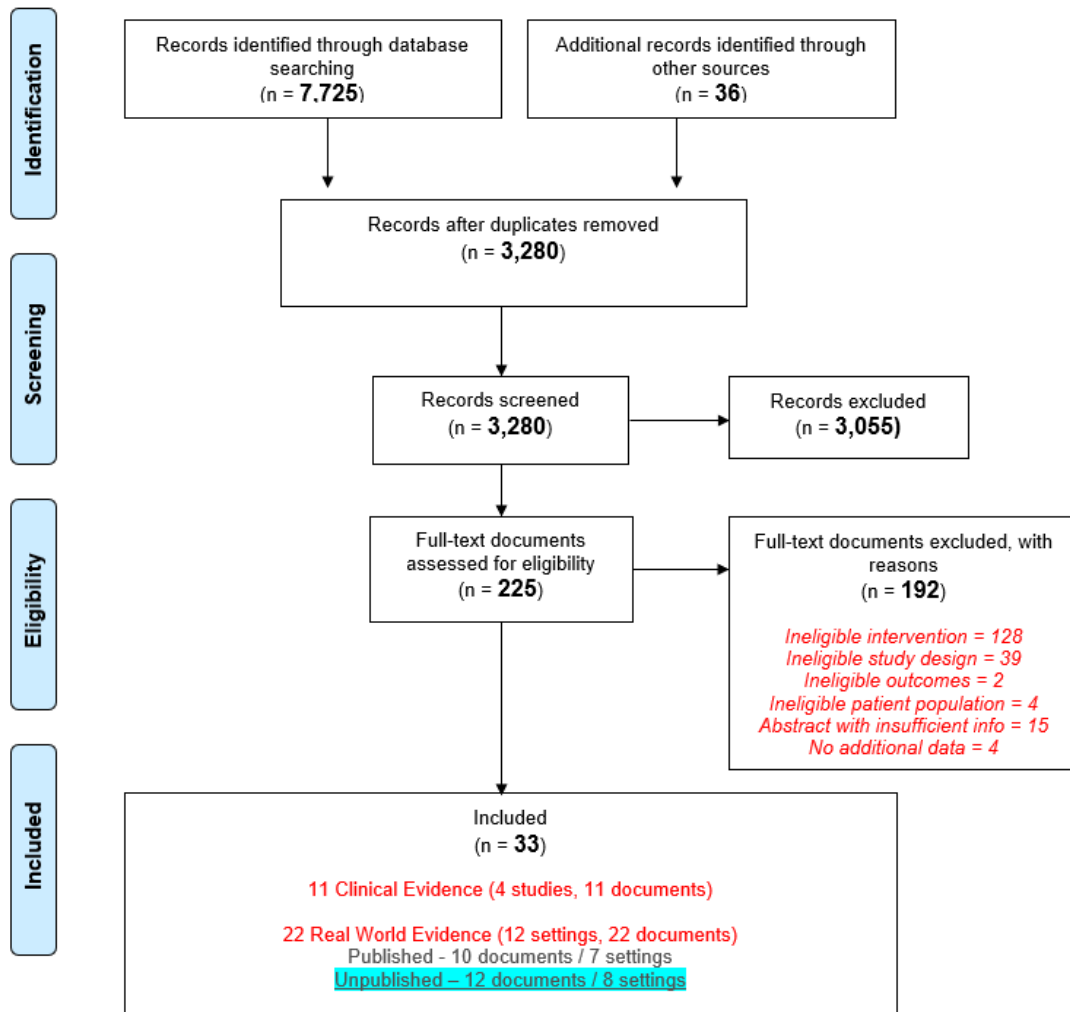 Identification
Records identified through database
searching
(n = 7,725)
Additional records identified through
other sources
(n = 36)
Records after duplicates removed
(n = 3,280)
Screening
Records screened
(n = 3,280)
Records excluded
(n = 3,055)
Eligibility
Full-text documents
assessed for eligibility
(n = 225)
Full-text documents excluded, with
reasons
(n = 192)
Ineligible intervention = 128
Ineligible study design = 39
Ineligible outcomes = 2
Ineligible patient population = 4
Abstract with insufficient info = 15
No additional data = 4
Included
Included
(n = 33)
11 Clinical Evidence (4 studies, 11 documents)
22 Real World Evidence (12 settings, 22 documents)
Published - 10 documents / 7 settings
Unpublished – 12 documents / 8 settings